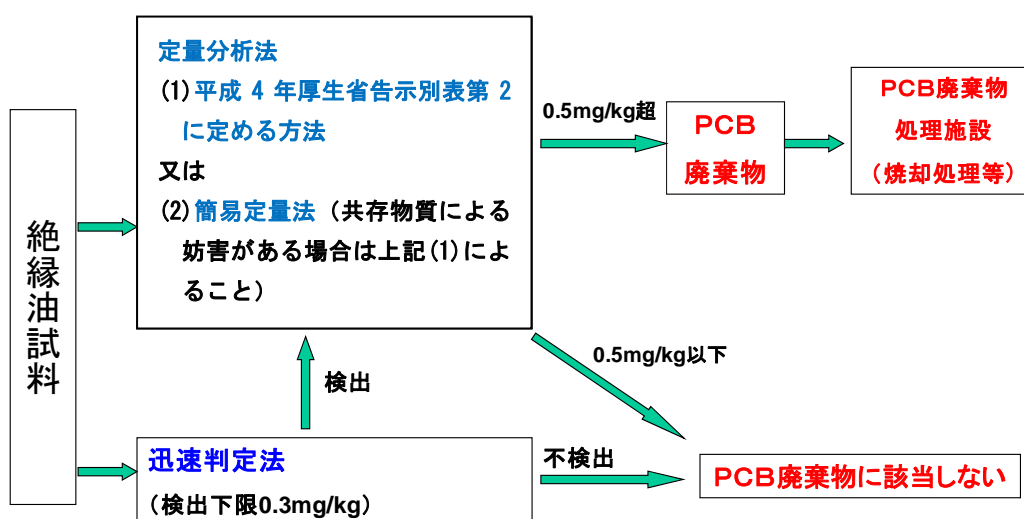 絶縁油試料
定量分析法
(1)平成 4 年厚生省告示別表第 2
に定める方法
又は
(2)簡易定量法（共存物質による
妨害がある場合は上記(1)によ
ること）
0.5mg/kg超
PCB
廃棄物
PCB廃棄物
処理施設
（焼却処理等）
0.5mg/kg以下
検出
迅速判定法
（検出下限0.3mg/kg）
不検出
PCB廃棄物に該当しない